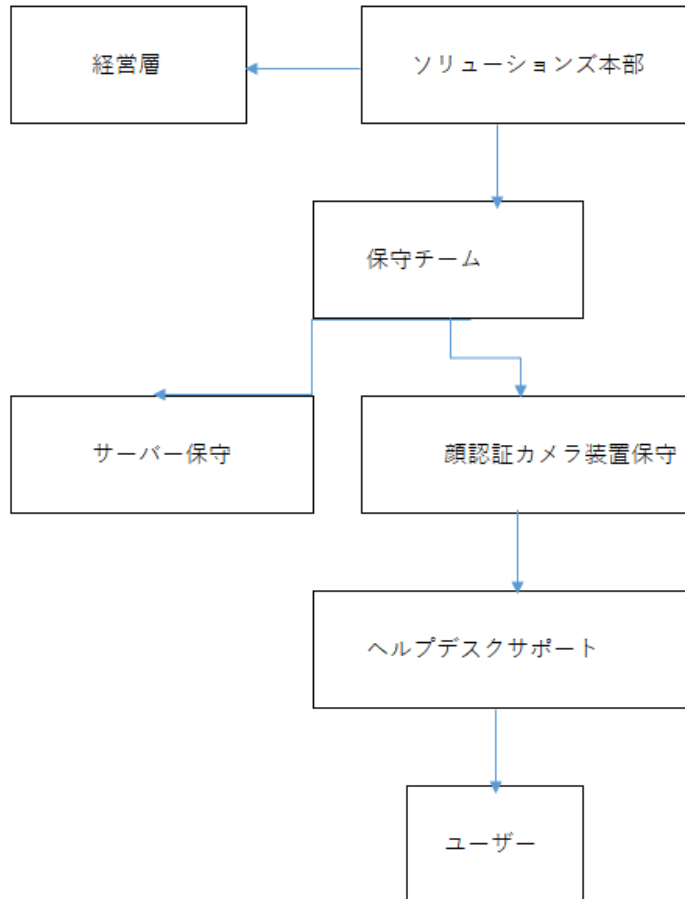 経営層
ソリューションズ本部
保守チーム
サーバー保守
顔認証カメラ装置保守
ヘルプデスクサポート
ユーザー